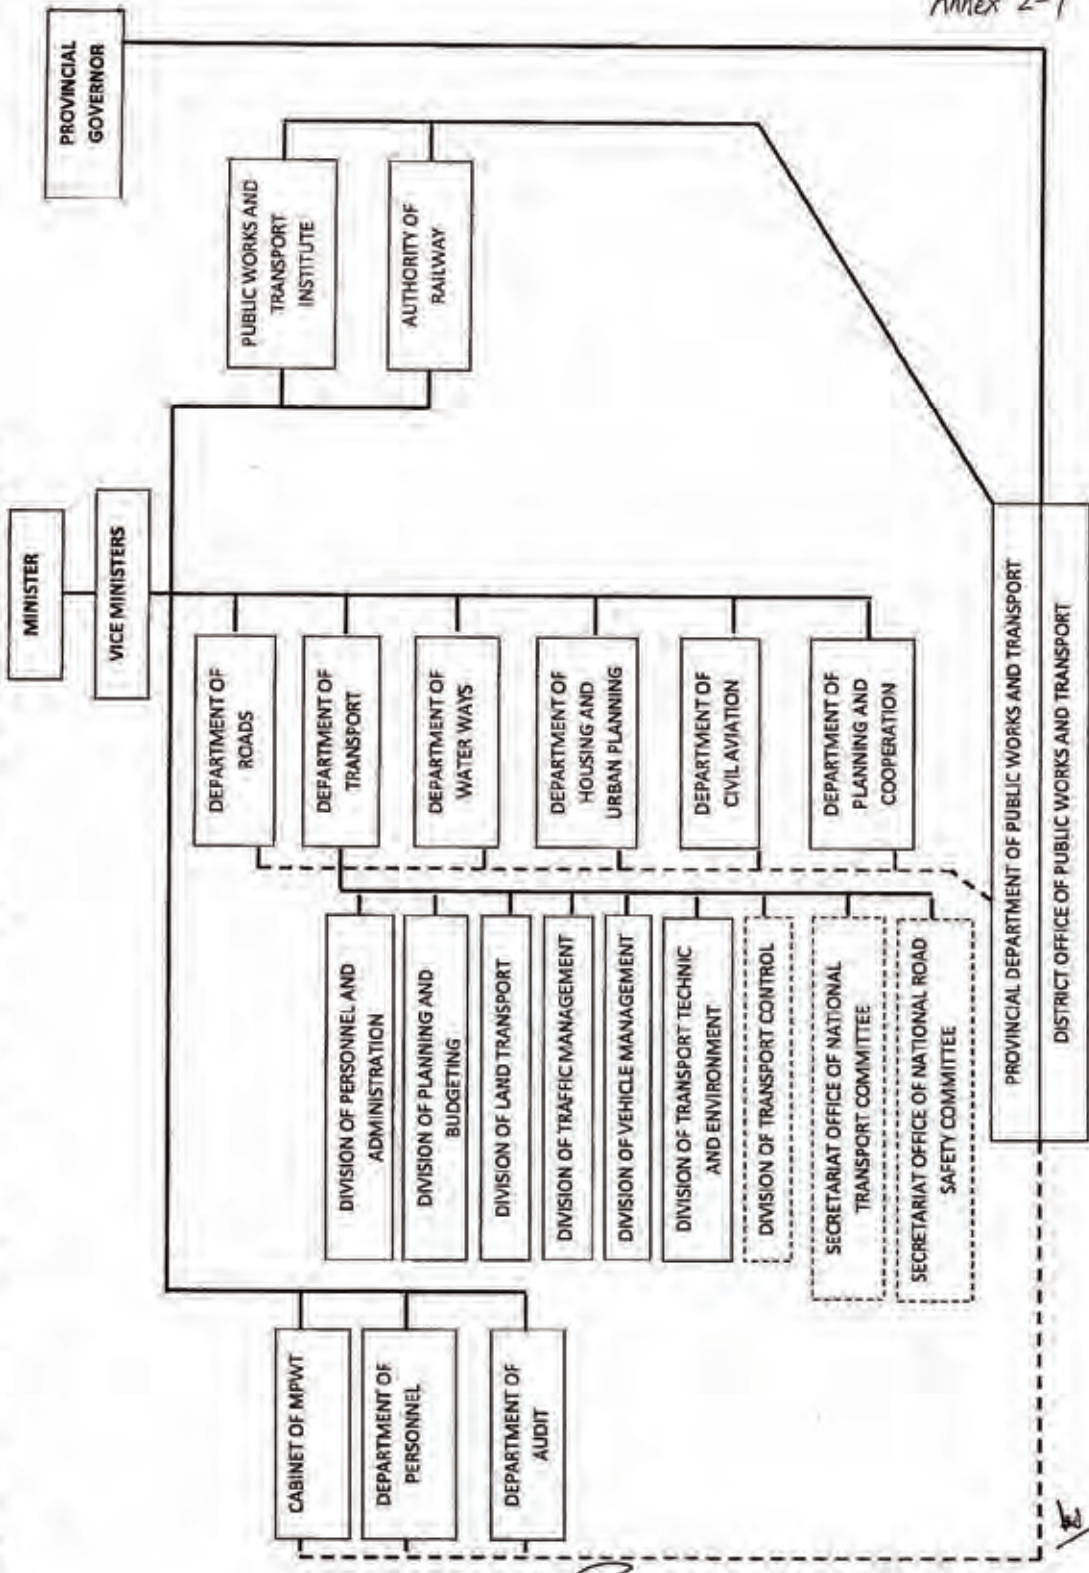 Annex 2-1
MINISTER
VICE MINISTERS
PROVINCIAL
GOVERNOR
CABINET OF MPWT
DEPARTMENT OF
PERSONNEL
DEPARTMENT OF
AUDIT
DEPARTMENT OF
ROADS
DEPARTMENT OF
TRANSPORT
DEPARTMENT OF
WATER WAYS
DEPARTMENT OF
HOUSING AND
URBAN PLANNING
DEPARTMENT OF
CIVIL AVIATION
DEPARTMENT OF
PLANNING AND
COOPERATION
PUBLIC WORKS AND
TRANSPORT
INSTITUTE
AUTHORITY OF
RAILWAY
DIVISION OF PERSONNEL AND
ADMINISTRATION
DIVISION OF PLANNING AND
BUDGETING
DIVISION OF LAND TRANSPORT
DIVISION OF TRAFFIC MANAGEMENT
DIVISION OF VEHICLE MANAGEMENT
DIVISION OF TRANSPORT TECHNIC
AND ENVIRONMENT
DIVISION OF TRANSPORT CONTROL
SECRETARIAT OFFICE OF NATIONAL
TRANSPORT COMMITTEE
SECRETARIAT OFFICE OF NATIONAL ROAD
SAFETY COMMITTEE
PROVINCIAL DEPARTMENT OF PUBLIC WORKS AND TRANSPORT
DISTRICT OFFICE OF PUBLIC WORKS AND TRANSPORT